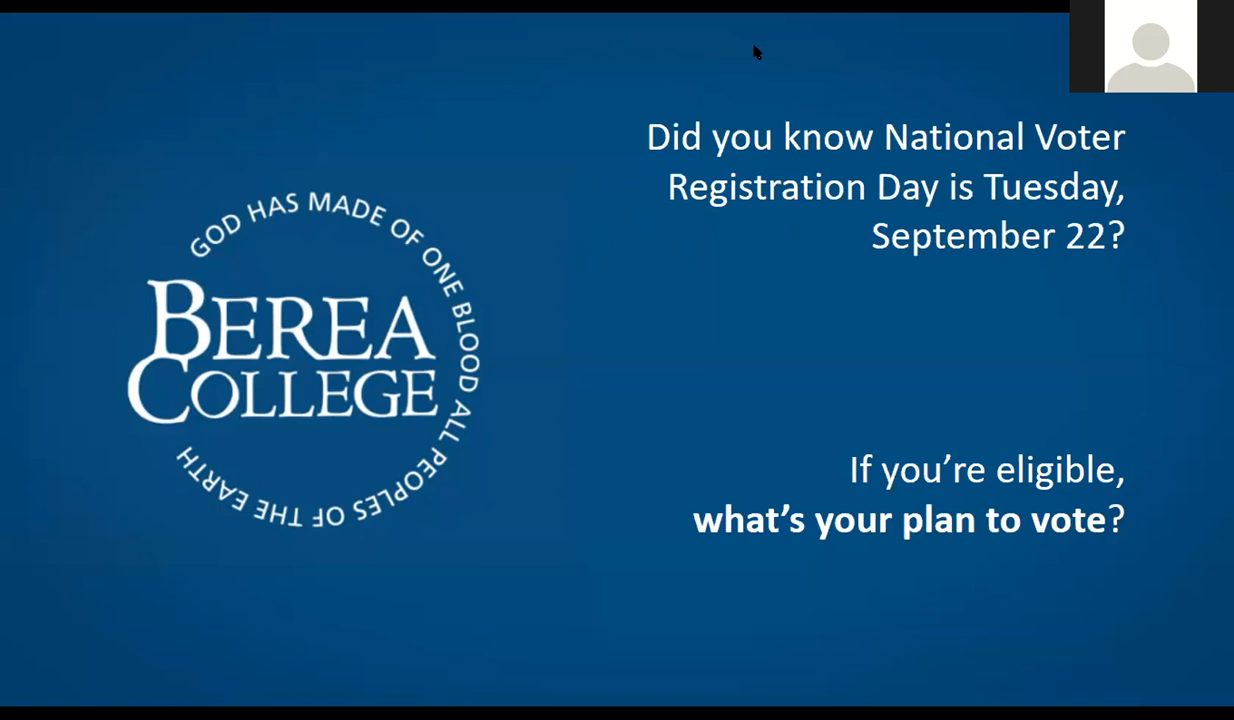 Did you know National Voter
Registration Day is Tuesday,
September 22?
GOD HAS MADE OF ONE BLOOD ALL PEOPLES OF THE EARTH
BEREA
COLLEGE
If you’re eligible,
what’s your plan to vote?